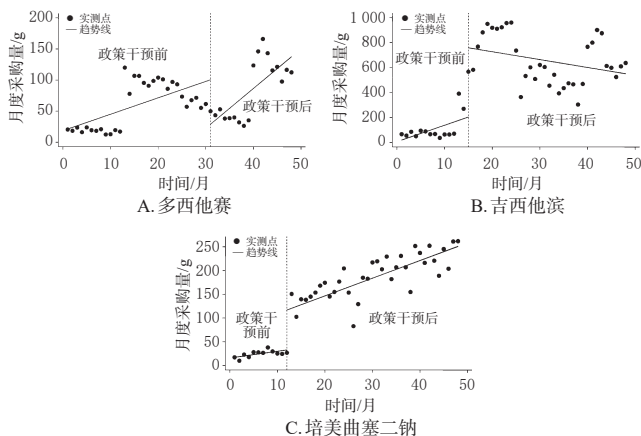 200
150
100
50
0
月度采购量/g
实测点
趋势线
政策干预前
政策干预后
0 10 20 30 40 50
时间/月
A.多西他赛
1 000
800
600
400
200
0
月度采购量/g
实测点
趋势线
政策干预前
政策干预后
0 10 20 30 40 50
时间/月
B.吉西他滨
250
200
150
100
50
0
月度采购量/g
实测点
趋势线
政策干
预前
政策干预后
0 10 20 30 40 50
时间/月
C.培美曲塞二钠